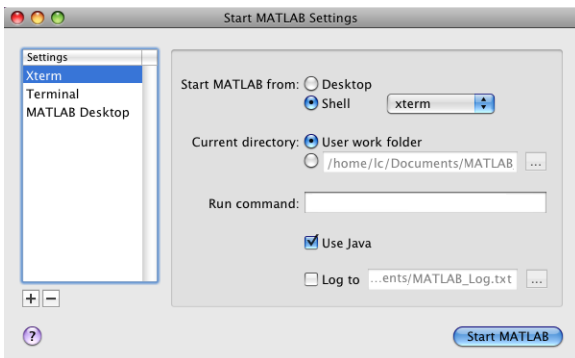 Start MATLAB Settings
Settings
Xterm
Terminal
MATLAB Desktop
Start MATLAB from: Desktop
Shell xterm
Current directory: User work folder
/home/lc/Documents/MATLAB ...
Run command:
Use Java
Log to ...ents/MATLAB_Log.txt ...
+ −
? Start MATLAB